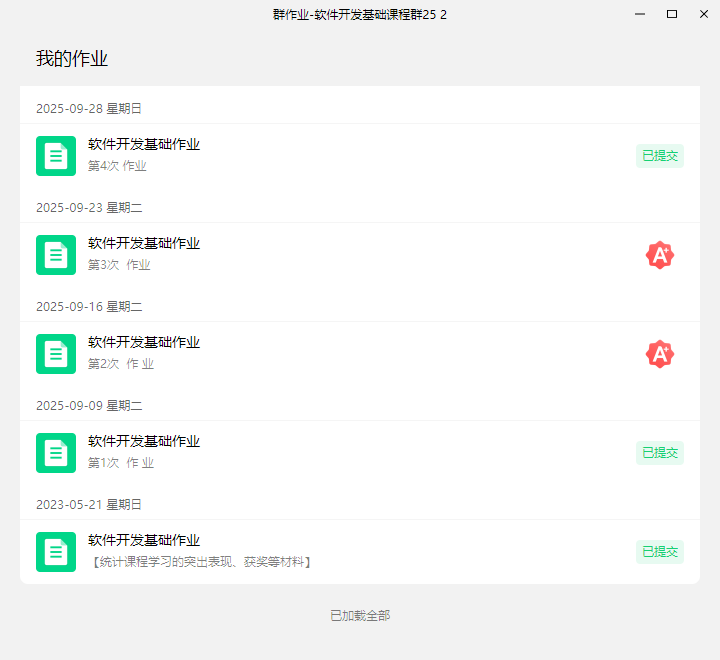 群作业-软件开发基础课程群25 2
我的作业
2025-09-28 星期日
软件开发基础作业
第4次 作业
已提交
2025-09-23 星期二
软件开发基础作业
第3次  作业
A+
2025-09-16 星期二
软件开发基础作业
第2次  作 业
A+
2025-09-09 星期二
软件开发基础作业
第1次  作 业
已提交
2023-05-21 星期日
软件开发基础作业
【统计课程学习的突出表现、获奖等材料】
已提交
已加载全部